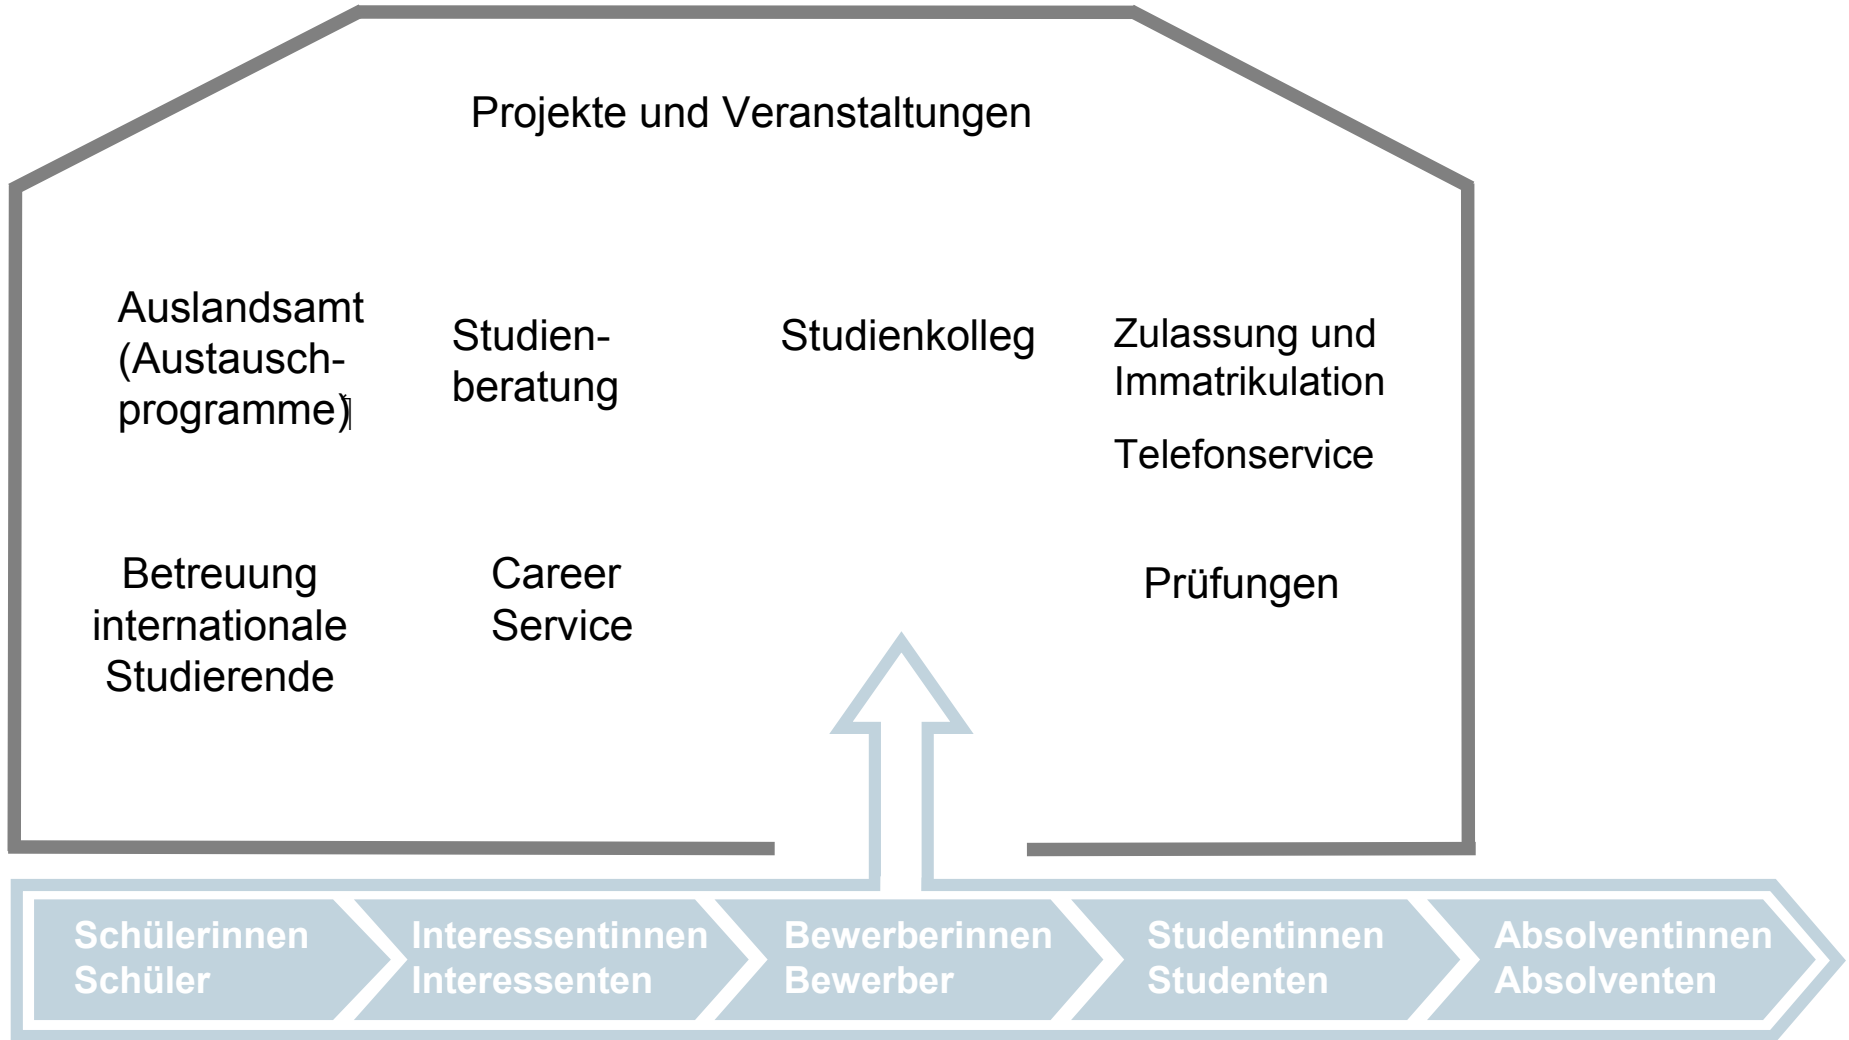 Projekte und Veranstaltungen
Auslandsamt
(Austausch-
programme)
Studien-
beratung
Studienkolleg
Zulassung und
Immatrikulation
Telefonservice
Betreuung
internationale
Studierende
Career
Service
Prüfungen
Schülerinnen
Schüler
Interessentinnen
Interessenten
Bewerberinnen
Bewerber
Studentinnen
Studenten
Absolventinnen
Absolventen